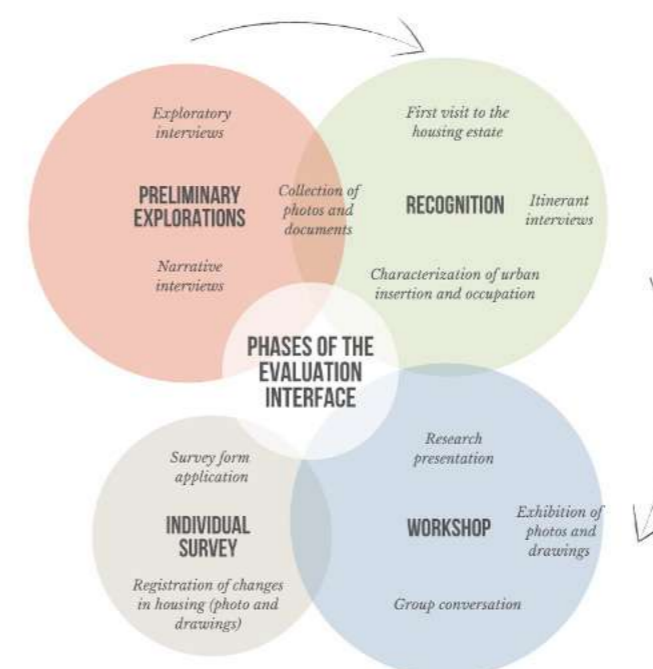 Exploratory
interviews
PRELIMINARY
EXPLORATIONS
Narrative
interviews
Collection of
photos and
documents
First visit to the
housing estate
RECOGNITION
Itinerant
interviews
Characterization of urban
insertion and occupation
PHASES OF THE
EVALUATION
INTERFACE
Survey form
application
INDIVIDUAL
SURVEY
Registration of changes
in housing (photo and
drawings)
Research
presentation
WORKSHOP
Exhibition of
photos and
drawings
Group conversation